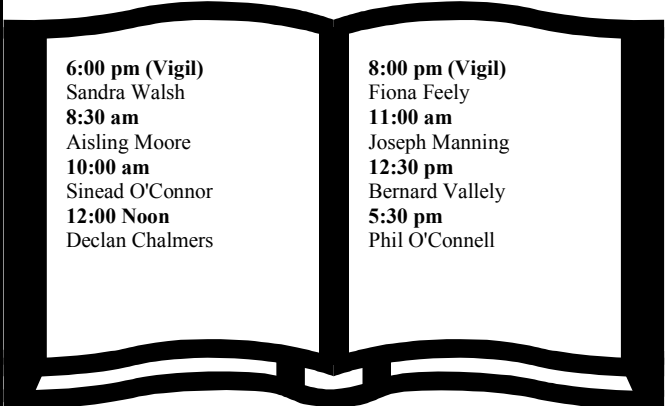 6:00 pm (Vigil)
Sandra Walsh
8:30 am
Aisling Moore
10:00 am
Sinead O'Connor
12:00 Noon
Declan Chalmers
8:00 pm (Vigil)
Fiona Feely
11:00 am
Joseph Manning
12:30 pm
Bernard Vallely
5:30 pm
Phil O'Connell